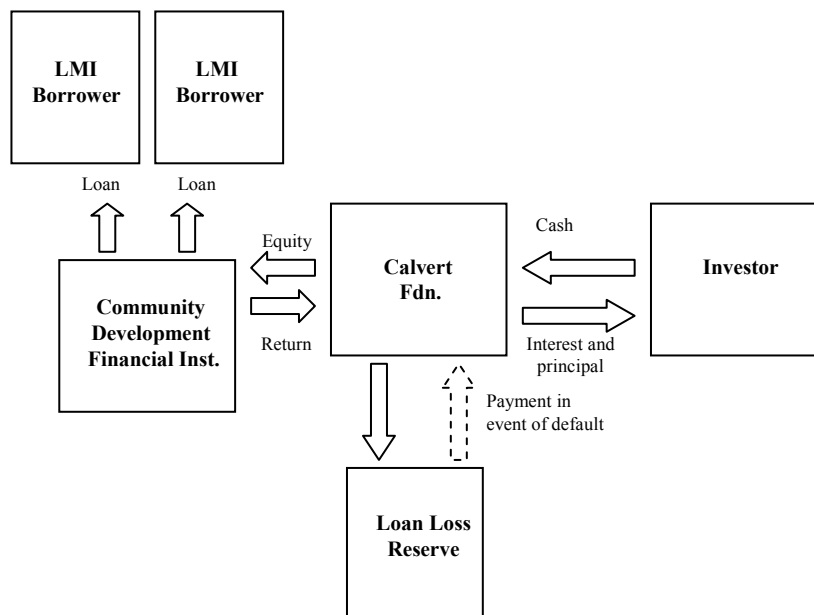 LMI
Borrower
LMI
Borrower
Loan
Loan
Equity
Cash
Calvert
Fdn.
Investor
Community
Development
Financial Inst.
Return
Interest and
principal
Payment in
event of default
Loan Loss
Reserve